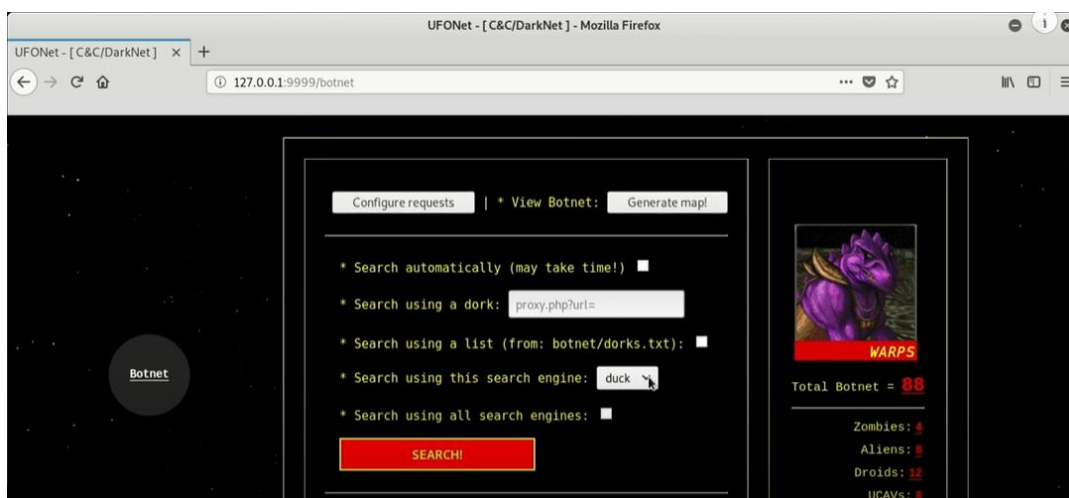 UFONet - [ C&C/DarkNet ] - Mozilla Firefox
UFONet - [ C&C/DarkNet ] × +
127.0.0.1:9999/botnet
Configure requests | * View Botnet: Generate map!
* Search automatically (may take time!)
* Search using a dork: proxy.php?url=
* Search using a list (from: botnet/dorks.txt):
* Search using this search engine: duck
* Search using all search engines:
SEARCH!
Botnet
WARPS
Total Botnet = 88
Zombies: 4
Aliens:
Droids: 12
UCAVs: